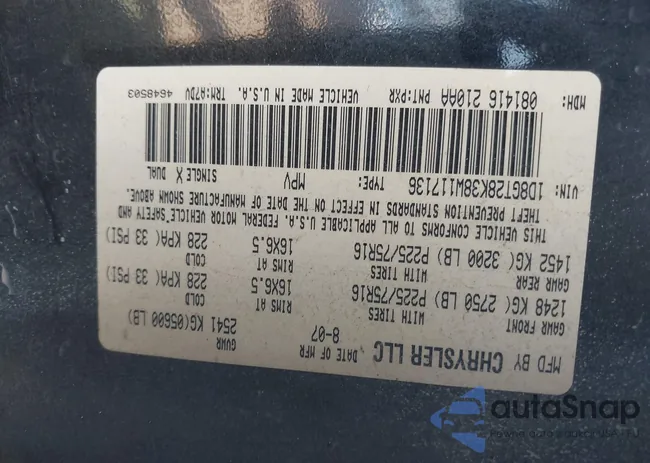 MFD BY CHRYSLER LLC DATE OF MFR 8-07 GVWR 2541 KG(05600 LB)
GAWR FRONT WITH TIRES RIMS AT COLD
1248 KG( 2750 LB) P225/75R16 16X6.5 228 KPA( 33 PSI)
GAWR REAR WITH TIRES RIMS AT COLD
1452 KG( 3200 LB) P225/75R16 16X6.5 228 KPA( 33 PSI)
THIS VEHICLE CONFORMS TO ALL APPLICABLE U.S.A. FEDERAL MOTOR VEHICLE SAFETY AND
THEFT PREVENTION STANDARDS IN EFFECT ON THE DATE OF MANUFACTURE SHOWN ABOVE.
VIN: 1D8GT28K38W117136 TYPE: MPV SINGLE X DUAL
MDH: 081416 210AA PNT:PXR VEHICLE MADE IN U.S.A. TRM:A7DV 4648503
autoSnap